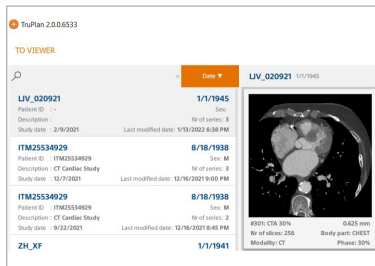 TruPlan 2.0.0.6533
TO VIEWER
× Date ▼
LJV_020921 1/1/1945
Patient ID : - Sex:
Description : Nr of series: 3
Study date : 2/9/2021 Last modified date: 1/13/2022 6:38 PM
ITM25534929 8/18/1938
Patient ID : ITM25534929 Sex: M
Description : CT Cardiac Study Nr of series: 3
Study date : 12/7/2021 Last modified date: 12/16/2021 9:00 PM
ITM25534929 8/18/1938
Patient ID : ITM25534929 Sex: M
Description : CT Cardiac Study Nr of series: 2
Study date : 9/22/2021 Last modified date: 12/16/2021 8:45 PM
ZH_XF 1/1/1941
LJV_020921 1/1/1945
#301: CTA 30% 0.625 mm
Nr of slices: 256 Body part: CHEST
Modality: CT Phase: 30%